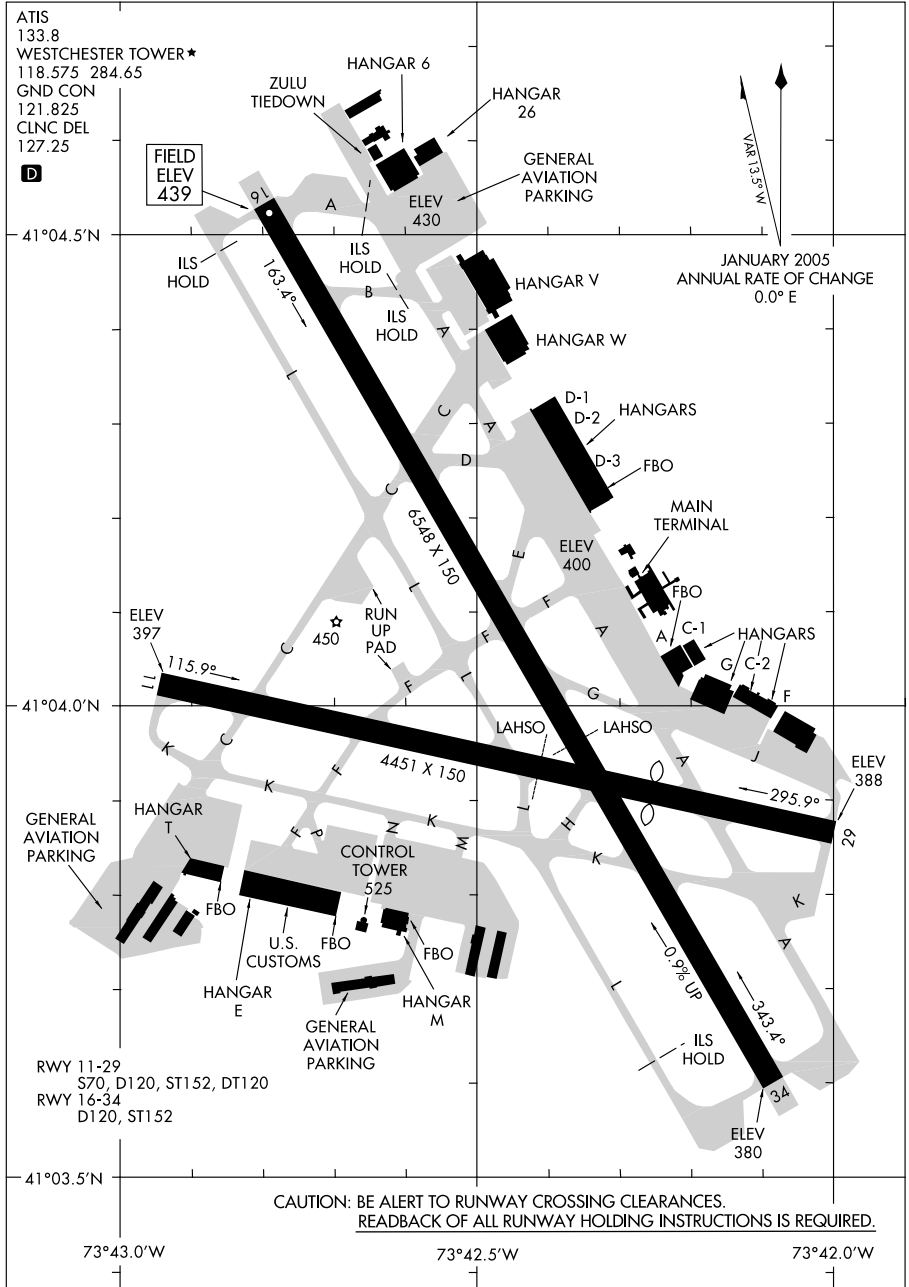 ATIS
133.8
WESTCHESTER TOWER★
118.575 284.65
GND CON
121.825
CLNC DEL
127.25
D
FIELD
ELEV
439
ZULU
TIEDOWN
HANGAR 6
HANGAR
26
GENERAL
AVIATION
PARKING
ELEV
430
VAR 13.5° W
JANUARY 2005
ANNUAL RATE OF CHANGE
0.0° E
41°04.5'N
16
A
ILS
HOLD
ILS
HOLD
163.4°
B
ILS
HOLD
A
HANGAR V
HANGAR W
L
C
A
D
C
D-1
D-2
HANGARS
D-3
FBO
6548 X 150
MAIN
TERMINAL
E
ELEV
400
L
F
FBO
RUN
UP
PAD
450
F
A
A
C-1
HANGARS
ELEV
397
C
L
G
C-2
F
115.9°
11
F
G
41°04.0'N
LAHSO
LAHSO
J
A
K
C
F
4451 X 150
295.9°
ELEV
388
29
K
L
H
K
GENERAL
AVIATION
PARKING
HANGAR
T
F
P
N
K
M
CONTROL
TOWER
525
K
A
FBO
U.S.
CUSTOMS
FBO
FBO
HANGAR
E
HANGAR
M
GENERAL
AVIATION
PARKING
0.9% UP
343.4°
L
ILS
HOLD
RWY 11-29
S70, D120, ST152, DT120
RWY 16-34
D120, ST152
34
ELEV
380
41°03.5'N
CAUTION: BE ALERT TO RUNWAY CROSSING CLEARANCES.
READBACK OF ALL RUNWAY HOLDING INSTRUCTIONS IS REQUIRED.
73°43.0'W
73°42.5'W
73°42.0'W